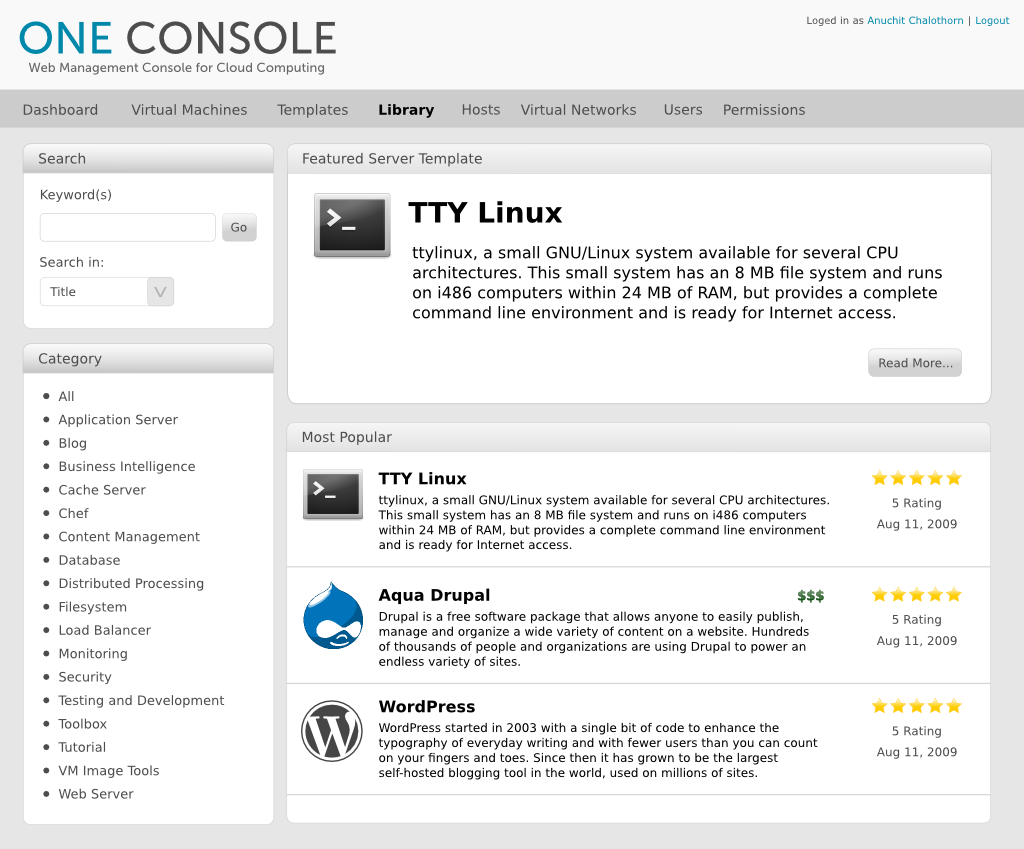 ONE CONSOLE
Web Management Console for Cloud Computing
Loged in as Anuchit Chalothorn | Logout
Dashboard Virtual Machines Templates Library Hosts Virtual Networks Users Permissions
Search
Keyword(s)
Go
Search in:
Title V
Category
All
Application Server
Blog
Business Intelligence
Cache Server
Chef
Content Management
Database
Distributed Processing
Filesystem
Load Balancer
Monitoring
Security
Testing and Development
Toolbox
Tutorial
VM Image Tools
Web Server
Featured Server Template
>_
TTY Linux
ttylinux, a small GNU/Linux system available for several CPU
architectures. This small system has an 8 MB file system and runs
on i486 computers within 24 MB of RAM, but provides a complete
command line environment and is ready for Internet access.
Read More...
Most Popular
>_
TTY Linux
ttylinux, a small GNU/Linux system available for several CPU architectures.
This small system has an 8 MB file system and runs on i486 computers
within 24 MB of RAM, but provides a complete command line environment
and is ready for Internet access.
5 Rating
Aug 11, 2009
Aqua Drupal $$$
Drupal is a free software package that allows anyone to easily publish,
manage and organize a wide variety of content on a website. Hundreds
of thousands of people and organizations are using Drupal to power an
endless variety of sites.
5 Rating
Aug 11, 2009
W
WordPress
WordPress started in 2003 with a single bit of code to enhance the
typography of everyday writing and with fewer users than you can count
on your fingers and toes. Since then it has grown to be the largest
self-hosted blogging tool in the world, used on millions of sites.
5 Rating
Aug 11, 2009